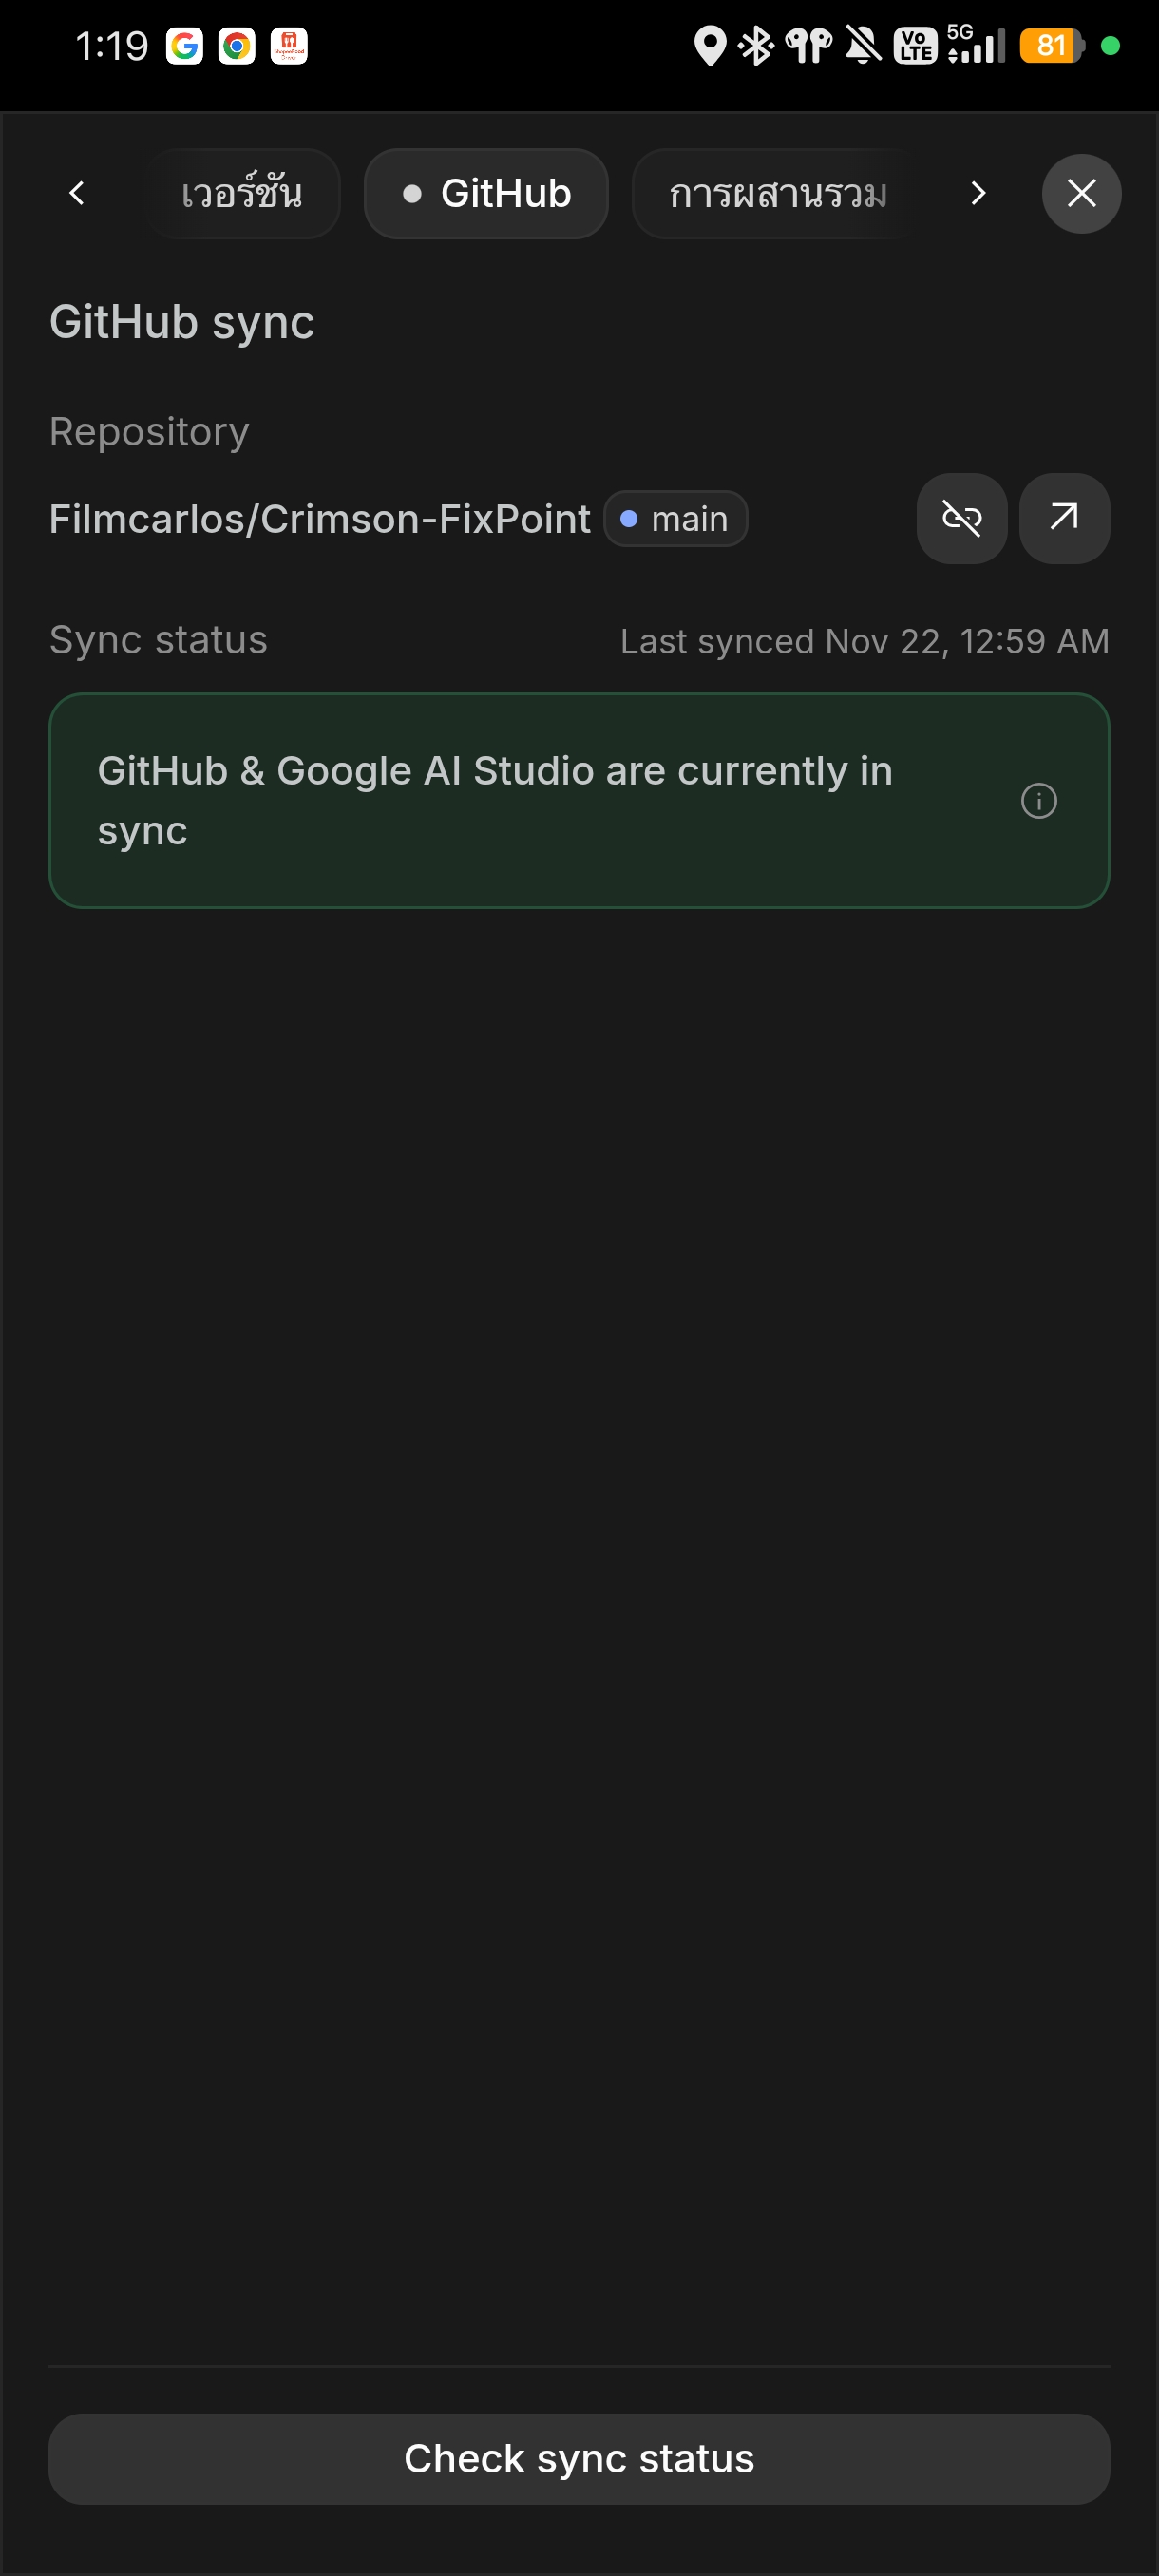 1:19
Vo
LTE
5G
81
เวอร์ชัน
GitHub
การผสานรวม
GitHub sync
Repository
Filmcarlos/Crimson-FixPoint
main
Sync status
Last synced Nov 22, 12:59 AM
GitHub & Google AI Studio are currently in
sync
Check sync status